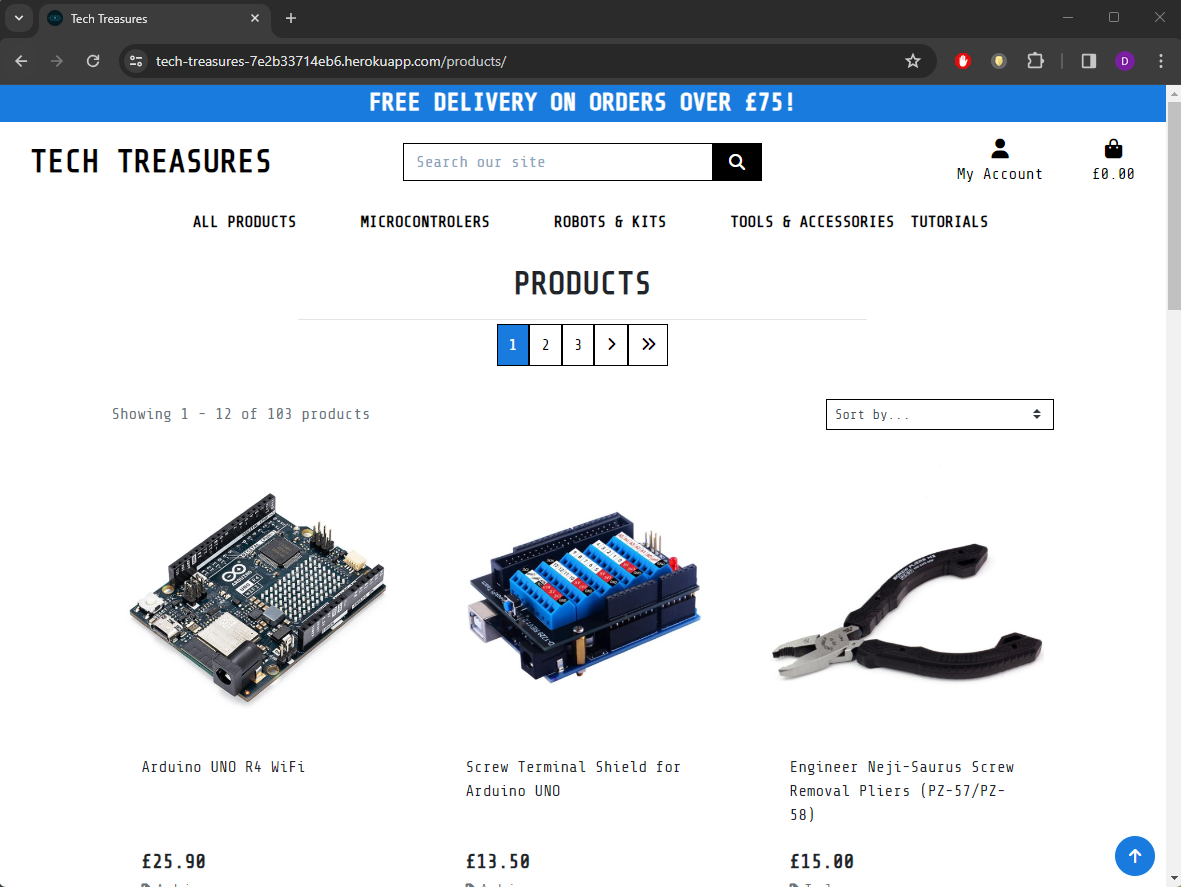 Tech Treasures
tech-treasures-7e2b33714eb6.herokuapp.com/products/
D
FREE DELIVERY ON ORDERS OVER £75!
TECH TREASURES
Search our site
My Account
£0.00
ALL PRODUCTS MICROCONTROLERS ROBOTS & KITS TOOLS & ACCESSORIES TUTORIALS
PRODUCTS
1 2 3
Showing 1 - 12 of 103 products
Sort by...
Arduino UNO R4 WiFi
Screw Terminal Shield for
Arduino UNO
Engineer Neji-Saurus Screw
Removal Pliers (PZ-57/PZ-
58)
£25.90
£13.50
£15.00